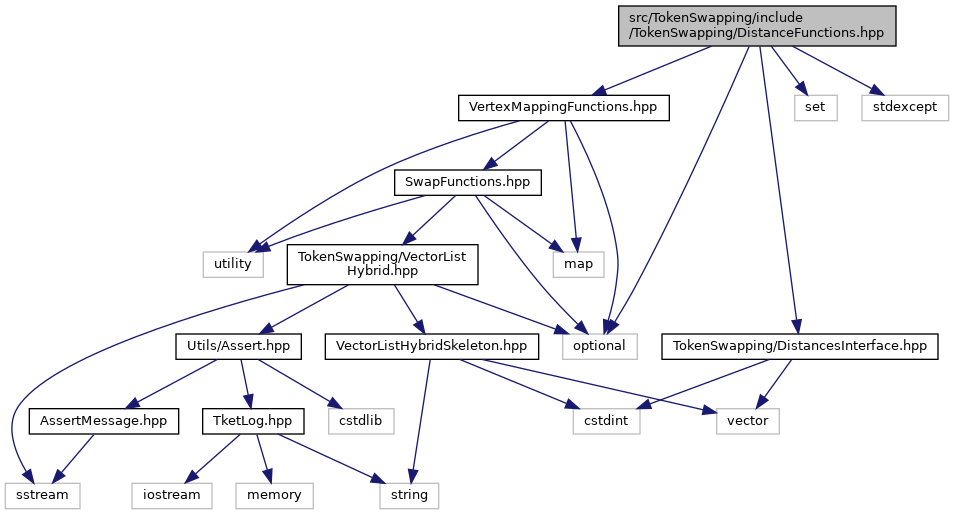 src/TokenSwapping/include
/TokenSwapping/DistanceFunctions.hpp
VertexMappingFunctions.hpp
set
stdexcept
SwapFunctions.hpp
utility
TokenSwapping/VectorList
Hybrid.hpp
map
Utils/Assert.hpp
VectorListHybridSkeleton.hpp
optional
TokenSwapping/DistancesInterface.hpp
AssertMessage.hpp
TketLog.hpp
cstdlib
cstdint
vector
sstream
iostream
memory
string